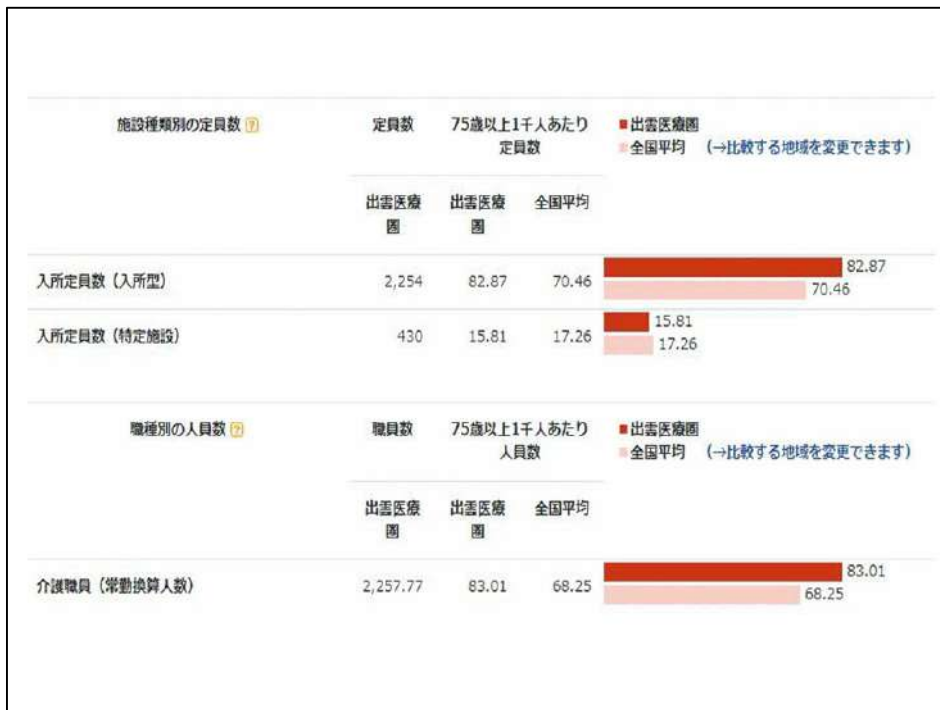 施設種類別の定員数 ?
定員数
75歳以上1千人あたり
定員数
■出雲医療圏
■全国平均 (→比較する地域を変更できます)
出雲医療
圏
出雲医療
圏
全国平均
入所定員数（入所型） 2,254 82.87 70.46 82.87
70.46
入所定員数（特定施設） 430 15.81 17.26 15.81
17.26
職種別の人員数 ?
職員数
75歳以上1千人あたり
人員数
■出雲医療圏
■全国平均 (→比較する地域を変更できます)
出雲医療
圏
出雲医療
圏
全国平均
介護職員（常勤換算人数） 2,257.77 83.01 68.25 83.01
68.25